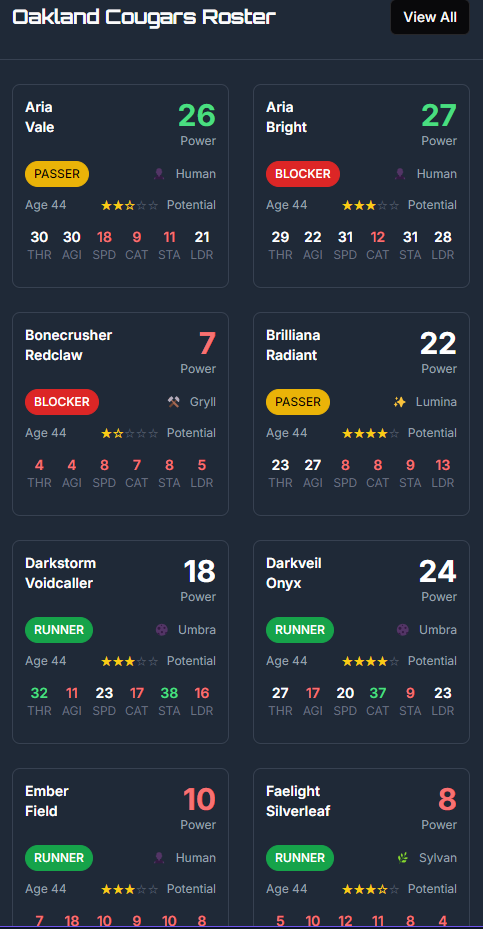 Oakland Cougars Roster
View All
Aria
Vale
26
Power
PASSER
Human
Age 44
Potential
30 30 18 9 11 21
THR AGI SPD CAT STA LDR
Aria
Bright
27
Power
BLOCKER
Human
Age 44
Potential
29 22 31 12 31 28
THR AGI SPD CAT STA LDR
Bonecrusher
Redclaw
7
Power
BLOCKER
Gryll
Age 44
Potential
4 4 8 7 8 5
THR AGI SPD CAT STA LDR
Brilliana
Radiant
22
Power
PASSER
Lumina
Age 44
Potential
23 27 8 8 9 13
THR AGI SPD CAT STA LDR
Darkstorm
Voidcaller
18
Power
RUNNER
Umbra
Age 44
Potential
32 11 23 17 38 16
THR AGI SPD CAT STA LDR
Darkveil
Onyx
24
Power
RUNNER
Umbra
Age 44
Potential
27 17 20 37 9 23
THR AGI SPD CAT STA LDR
Ember
Field
10
Power
RUNNER
Human
Age 44
Potential
7 18 10 9 10 8
Faelight
Silverleaf
8
Power
RUNNER
Sylvan
Age 44
Potential
5 10 12 11 8 4